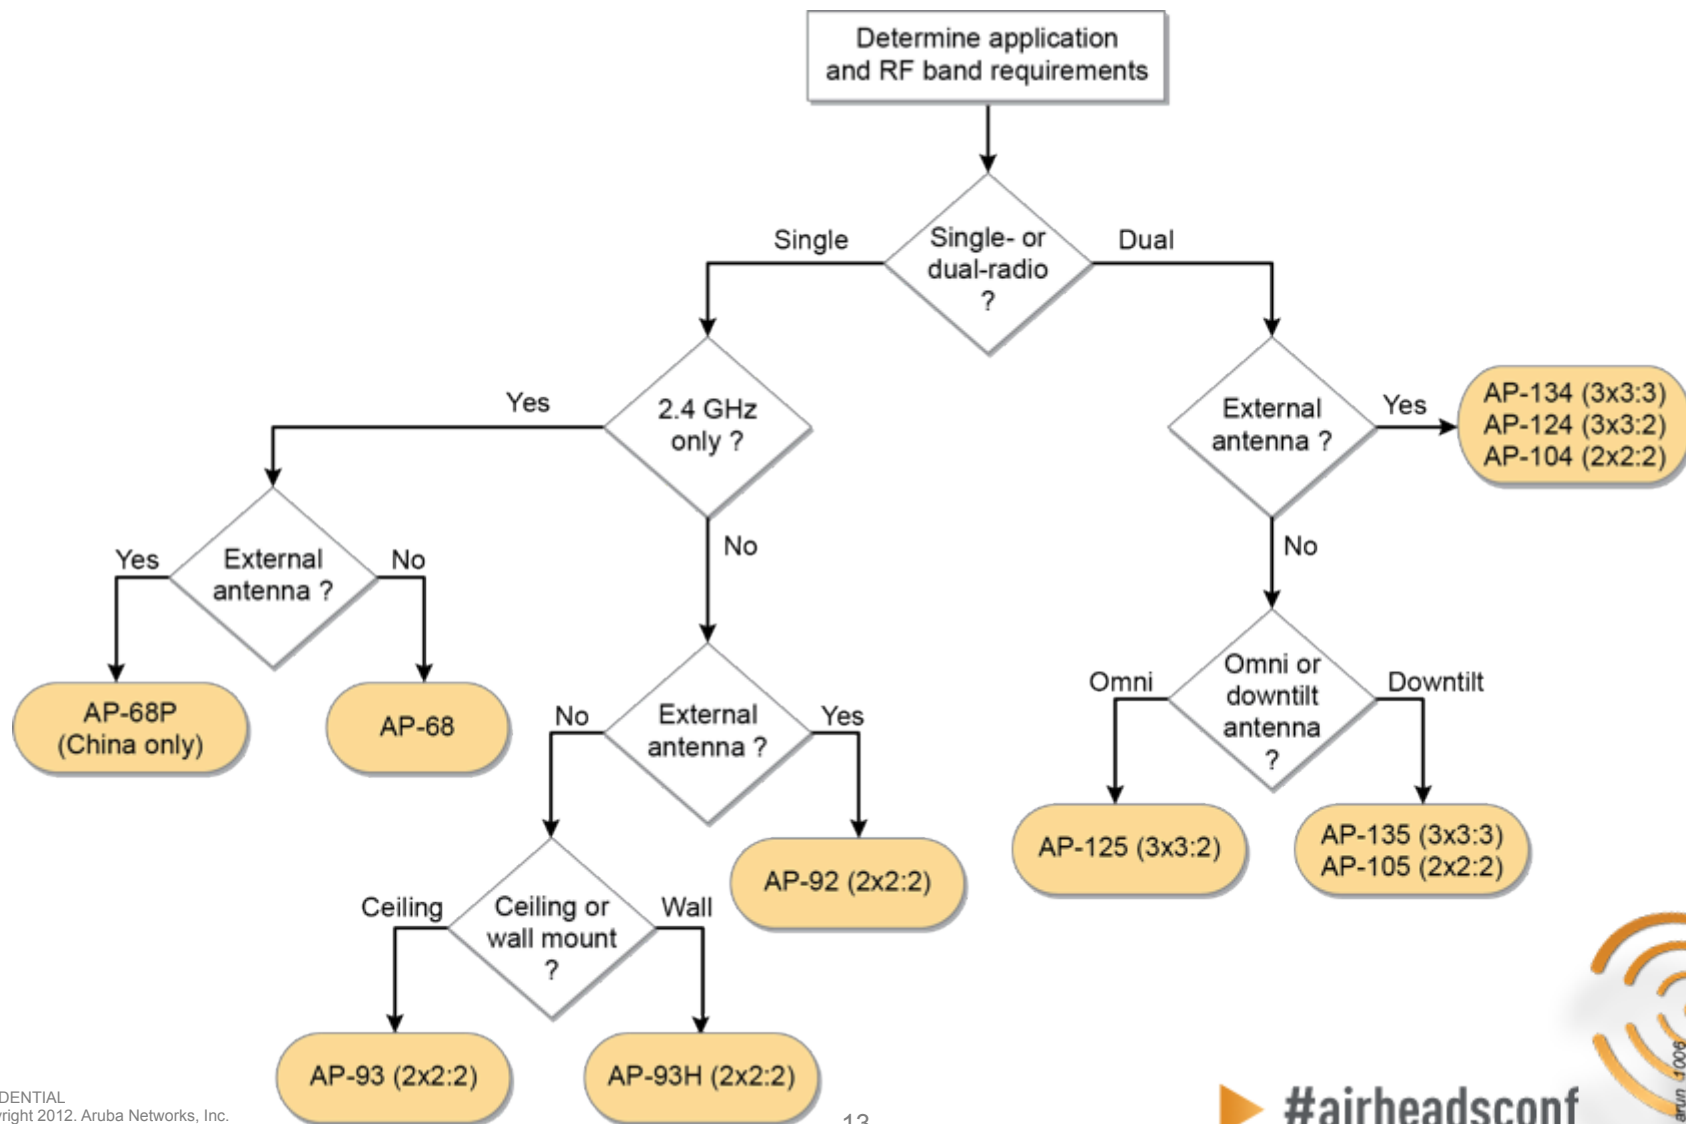 Determine application
and RF band requirements
Single
Single- or
dual-radio
?
Dual
Yes
2.4 GHz
only ?
External
antenna ?
Yes
AP-134 (3x3:3)
AP-124 (3x3:2)
AP-104 (2x2:2)
No
No
Yes
External
antenna ?
No
Omni
Omni or
downtilt
antenna
?
Downtilt
AP-68P
(China only)
AP-68
No
External
antenna ?
Yes
AP-125 (3x3:2)
AP-135 (3x3:3)
AP-105 (2x2:2)
AP-92 (2x2:2)
Ceiling
Ceiling or
wall mount
?
Wall
AP-93 (2x2:2)
AP-93H (2x2:2)
DENTIAL
right 2012. Aruba Networks, Inc.
13
#airheadsconf
arun_1006